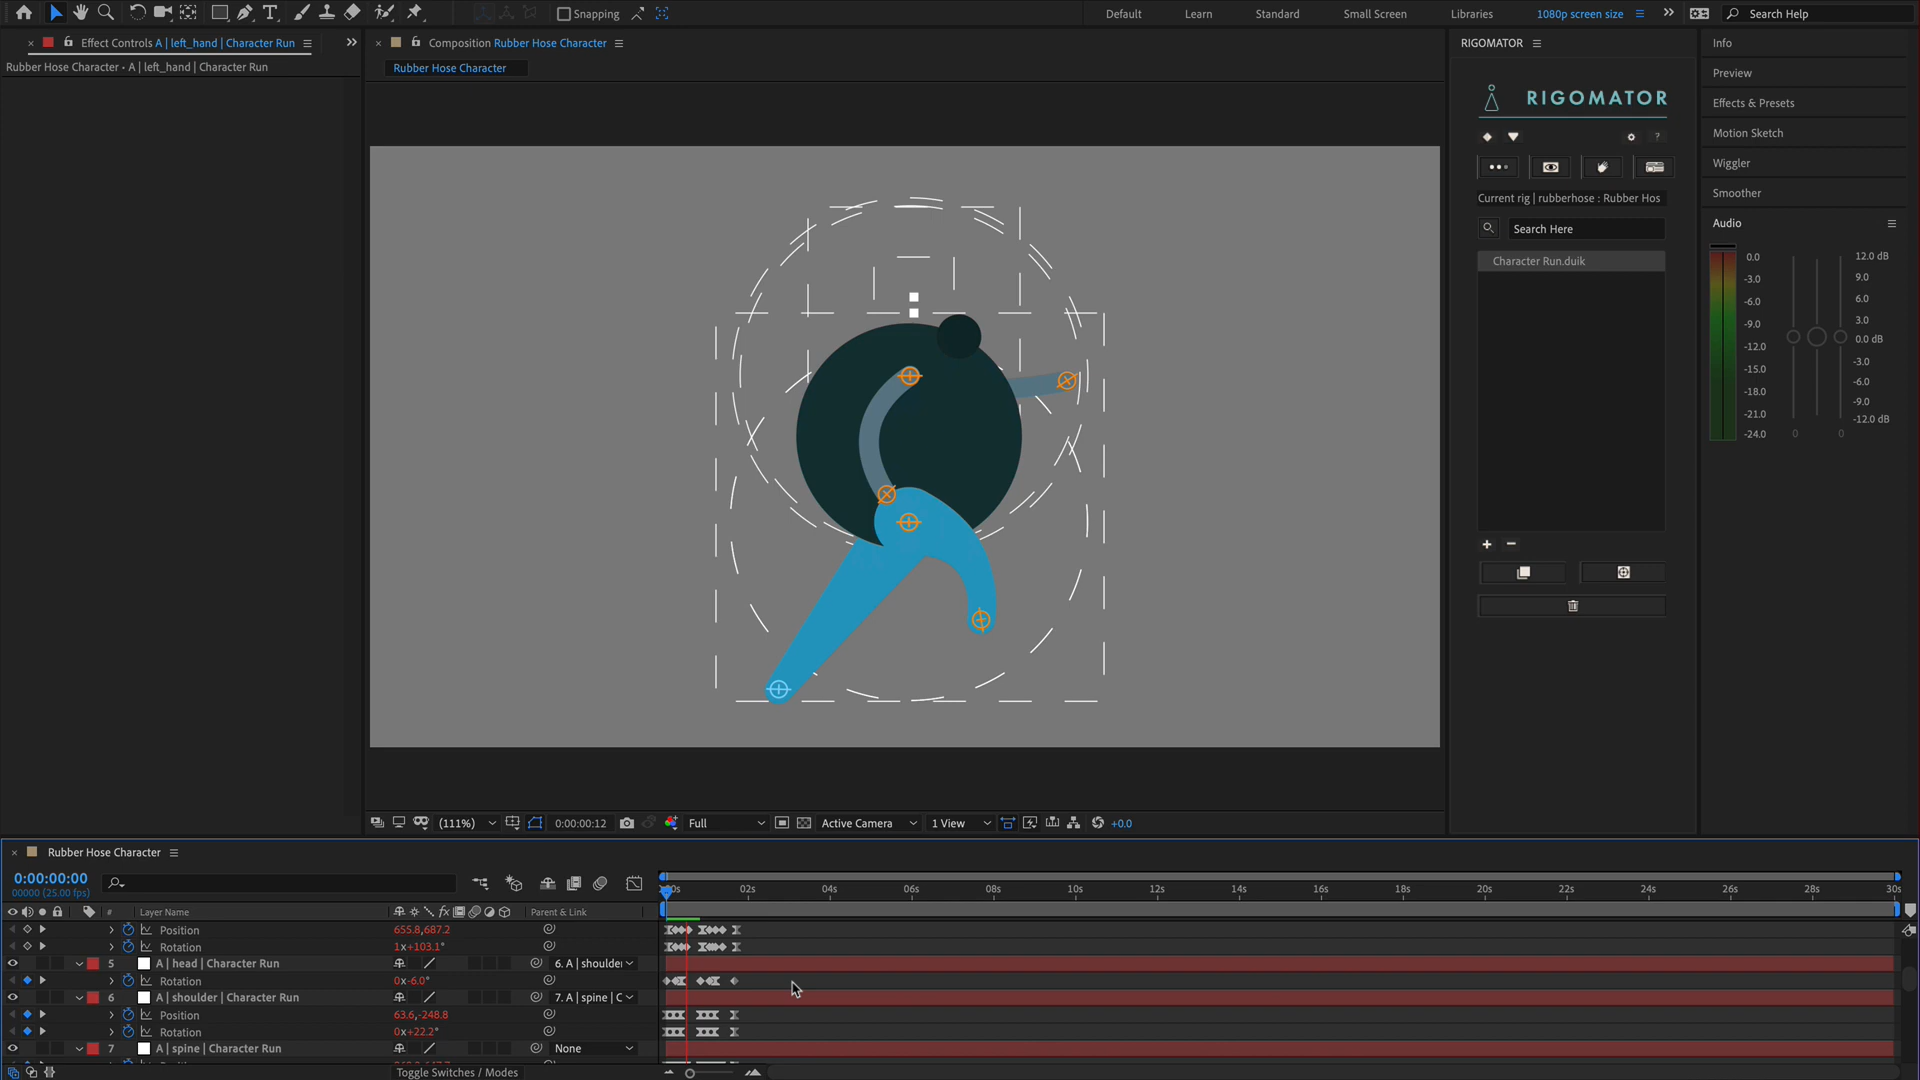 Snapping
Default
Learn
Standard
Small Screen
Libraries
1080p screen size
Search Help
Effect Controls A | left_hand | Character Run
Composition Rubber Hose Character
RIGOMATOR
Info
Rubber Hose Character • A | left_hand | Character Run
Rubber Hose Character
Preview
RIGOMATOR
Effects & Presets
Motion Sketch
?
Wiggler
Smoother
Current rig | rubberhose : Rubber Hos
Audio
Search Here
Character Run.duik
0.0
-3.0
-6.0
-9.0
-12.0
-15.0
-18.0
-21.0
-24.0
0
0
12.0 dB
9.0
6.0
3.0
0.0 dB
-3.0
-6.0
-9.0
-12.0 dB
(111%)
0:00:00:12
Full
Active Camera
1 View
+0.0
Rubber Hose Character
0:00:00:00
00000 (25.00 fps)
02s
04s
06s
08s
10s
12s
14s
16s
18s
20s
22s
24s
26s
28s
30s
#
Layer Name
fx
Parent & Link
Position
655.8,687.2
Rotation
1x+103.1°
5
A | head | Character Run
6. A | shoulde
Rotation
0x-6.0°
6
A | shoulder | Character Run
7. A | spine | C
Position
63.6,-248.8
Rotation
0x+22.2°
7
A | spine | Character Run
None
Toggle Switches / Modes